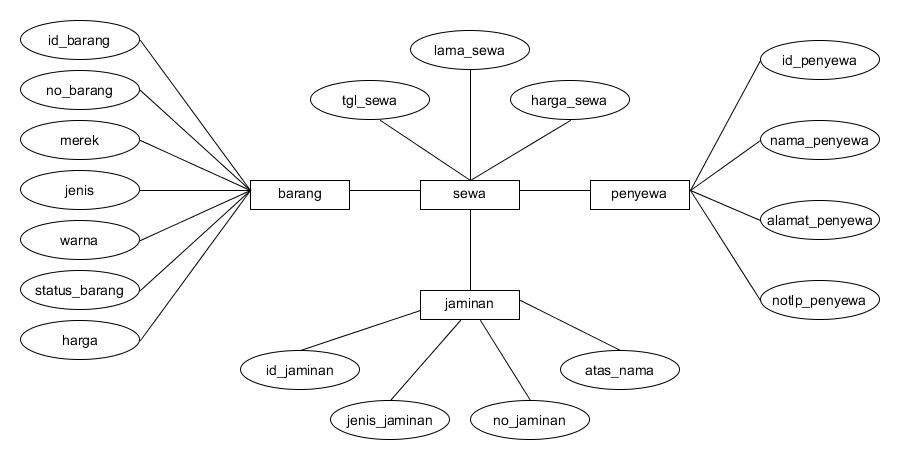 id_barang
no_barang
merek
jenis
warna
status_barang
harga
barang
lama_sewa
tgl_sewa
harga_sewa
sewa
id_penyewa
nama_penyewa
alamat_penyewa
notlp_penyewa
penyewa
jaminan
id_jaminan
jenis_jaminan
no_jaminan
atas_nama